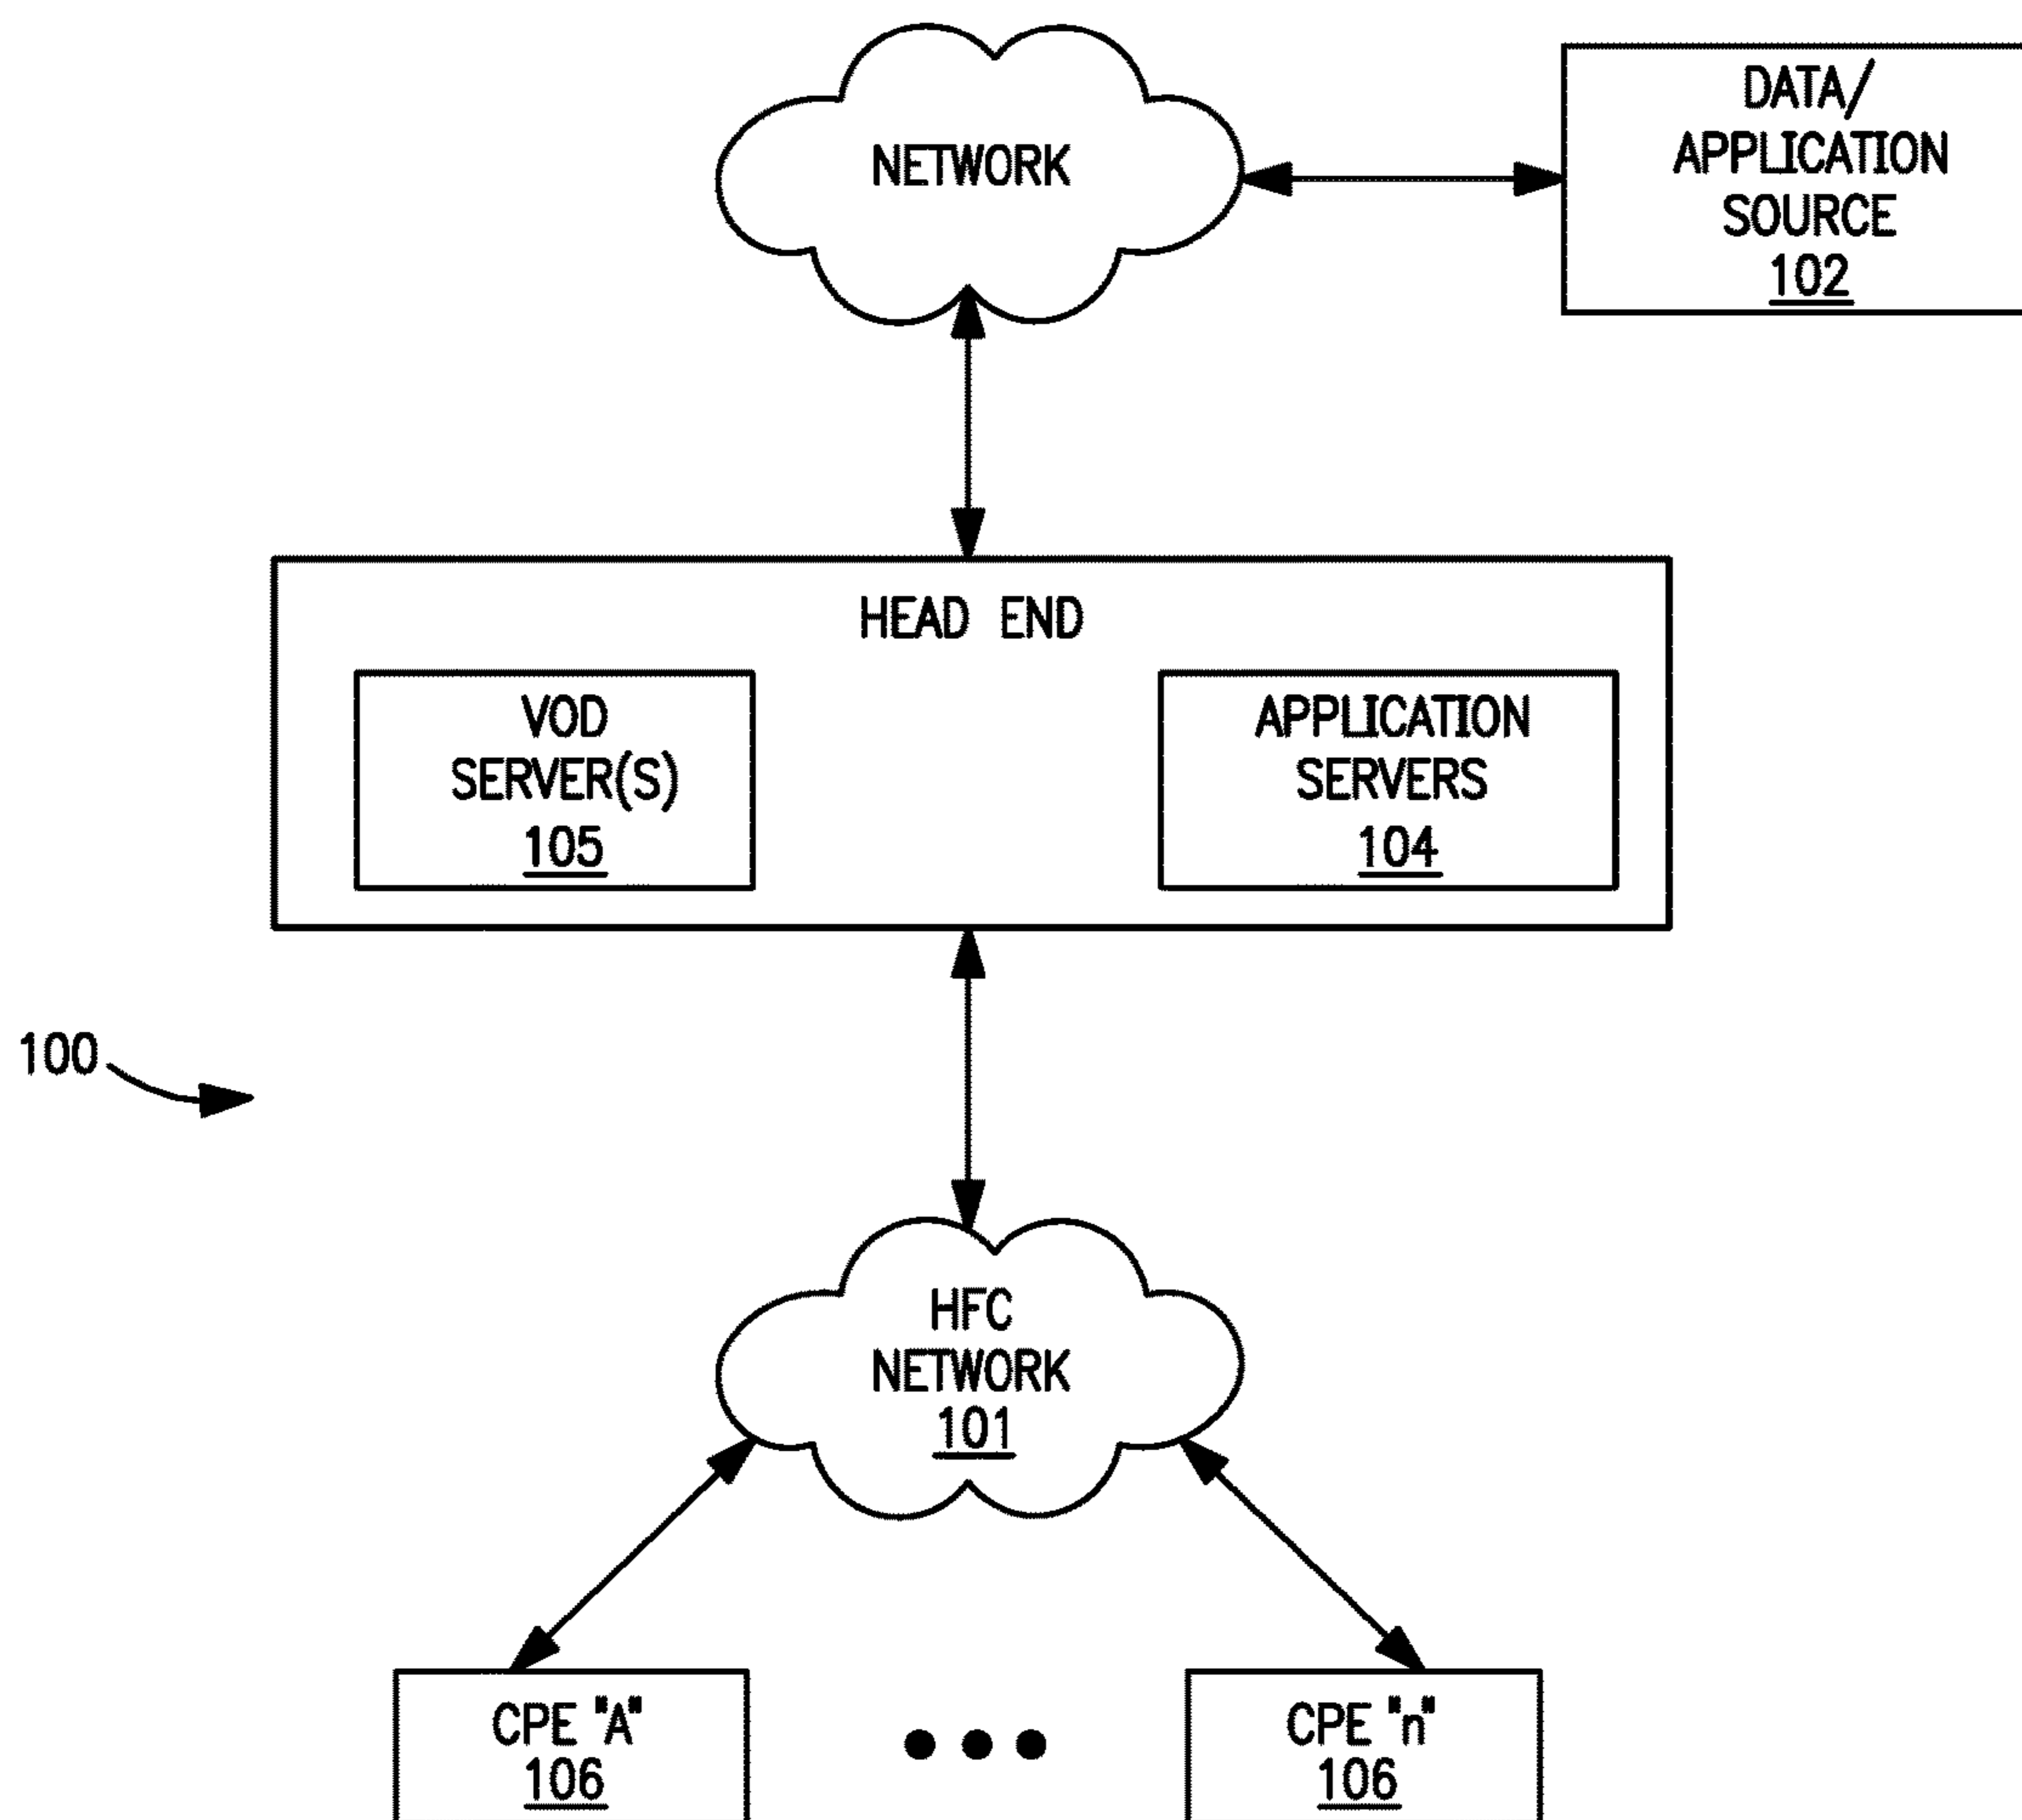 NETWORK
DATA/
APPLICATION
SOURCE
102
HEAD END
VOD
SERVER(S)
105
APPLICATION
SERVERS
104
100
HFC
NETWORK
101
CPE "A"
106
CPE "n"
106